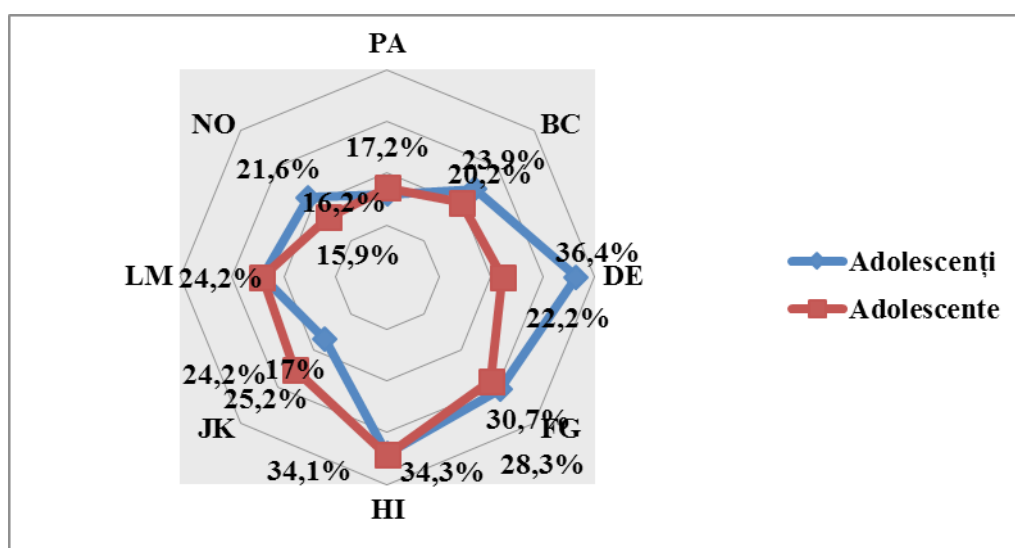 PA
NO
BC
17,2%
23,9%
21,6%
20,2%
16,2%
15,9%
36,4%
LM
24,2%
DE
22,2%
24,2%
17%
25,2%
30,7%
JK
FG
34,1%
34,3%
28,3%
HI
Adolescenți
Adolescente